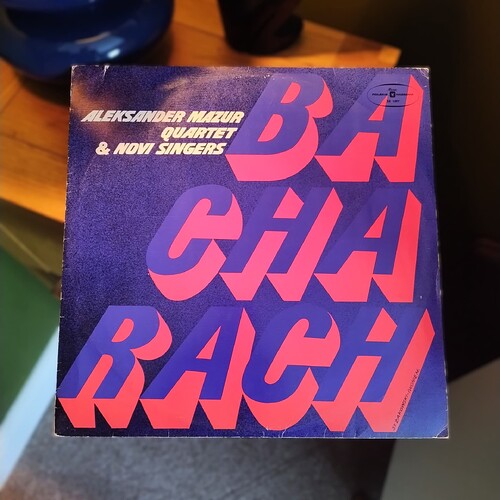 ALEKSANDER MAZUR
QUARTET
& NOVI SINGERS
BA
CHA
RACH